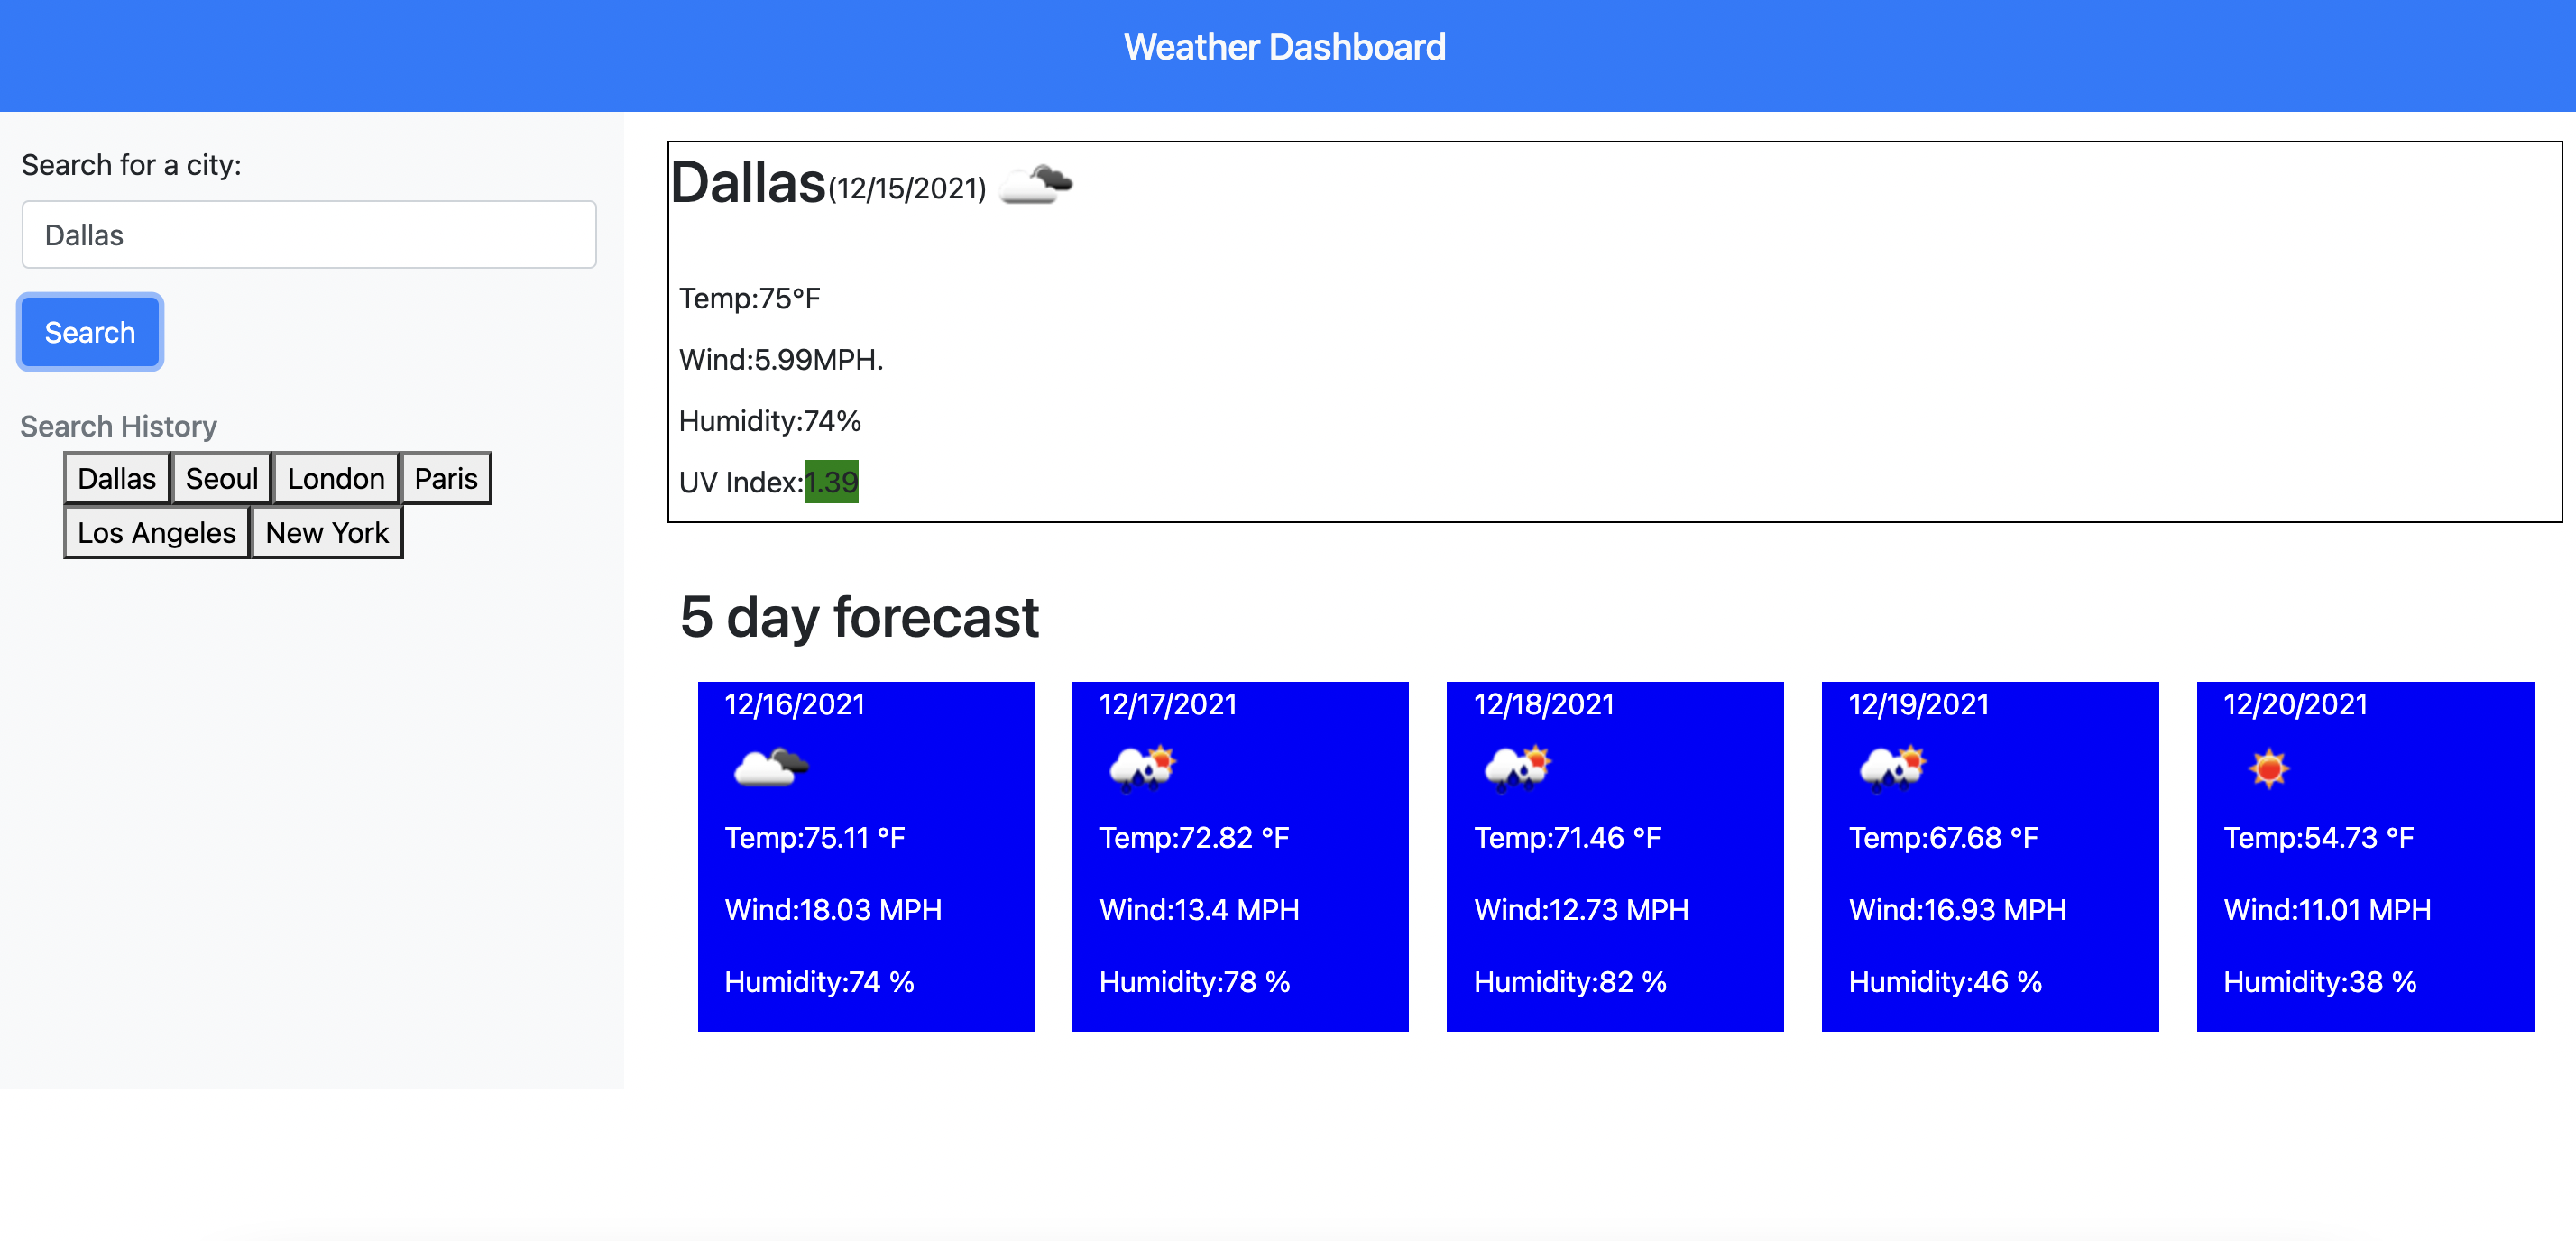 Weather Dashboard
Search for a city:
Dallas
Search
Search History
Dallas Seoul London Paris
Los Angeles New York
Dallas(12/15/2021)
Temp:75°F
Wind:5.99MPH.
Humidity:74%
UV Index:1.39
5 day forecast
12/16/2021
Temp:75.11 °F
Wind:18.03 MPH
Humidity:74 %
12/17/2021
Temp:72.82 °F
Wind:13.4 MPH
Humidity:78 %
12/18/2021
Temp:71.46 °F
Wind:12.73 MPH
Humidity:82 %
12/19/2021
Temp:67.68 °F
Wind:16.93 MPH
Humidity:46 %
12/20/2021
Temp:54.73 °F
Wind:11.01 MPH
Humidity:38 %